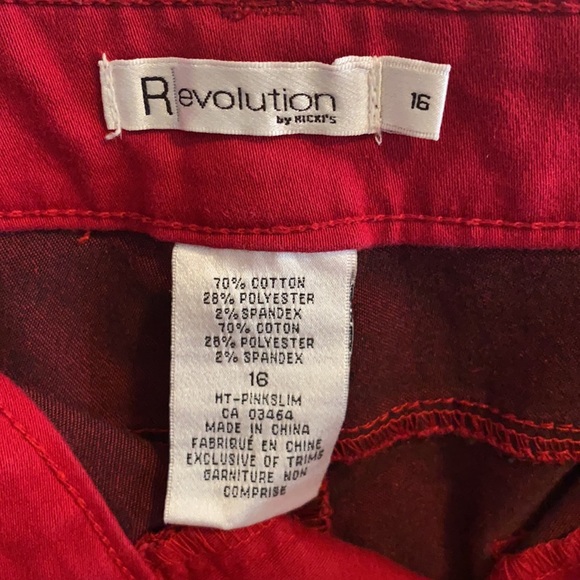 Revolution
by RICKI'S
16
70% COTTON
28% POLYESTER
2% SPANDEX
70% COTON
28% POLYESTER
2% SPANDEX
16
HT-PINKSLIM
CA 03464
MADE IN CHINA
FABRIQUÉ EN CHINE
EXCLUSIVE OF TRIMS
GARNITURE NON
COMPRISE